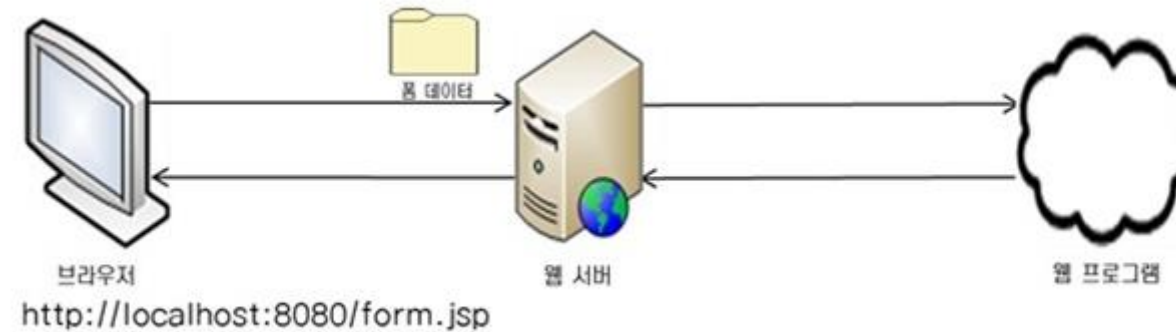 폼 데이터
브라우저
웹 서버
웹 프로그램
http://localhost:8080/form.jsp